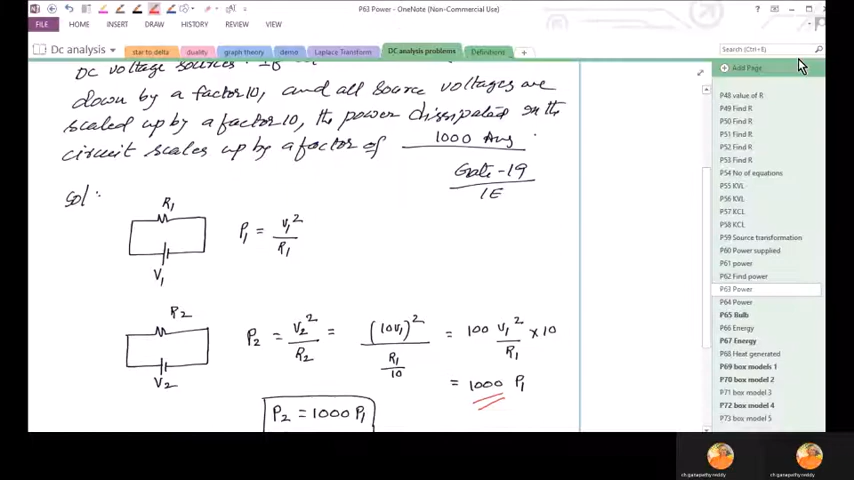 P63 Power - OneNote (Non-Commercial Use)
FILE HOME INSERT DRAW HISTORY REVIEW VIEW
Dc analysis star to delta duality graph theory demo Laplace Transform DC analysis problems Definitions +
Search (Ctrl+E)
Add Page
DC voltage sources. If
down by a factor 10, and all source voltages are
scaled up by a factor 10, the power dissipated in the
circuit scales up by a factor of 1000 Ans.
Gate-19
IE
Sol:
R1
P1 = V1^2 / R1
V1
R2
P2 = V2^2 / R2 = (10V1)^2 / (R1/10) = 100 V1^2 / R1 × 10
V2
= 1000 P1
P2 = 1000 P1
P48 value of R
P49 Find R
P50 Find R
P51 Find R
P52 Find R
P53 Find R
P54 No of equations
P55 KVL
P56 KVL
P57 KCL
P58 KCL
P59 Source transformation
P60 Power supplied
P61 power
P62 Find power
P63 Power
P64 Power
P65 Bulb
P66 Energy
P67 Energy
P68 Heat generated
P69 box models 1
P70 box model 2
P71 box model 3
P72 box model 4
P73 box model 5
ch ganapathy reddy ch ganapathy reddy